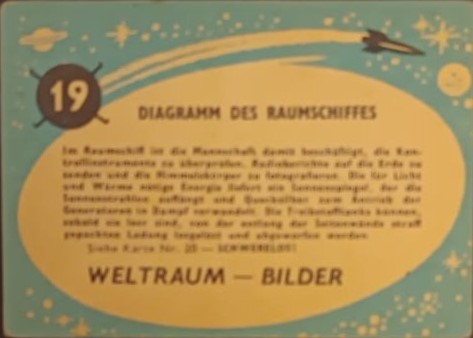 19
DIAGRAMM DES RAUMSCHIFFES
Im Raumschiff ist die Mannschaft damit beschäftigt, die Kon-
trollinstrumente zu überprüfen, Radioberichte auf die Erde zu
senden und die Himmelskörper zu fotografieren. Die für Licht
und Wärme nötige Energie liefert ein Sonnenspiegel, der die
Sonnenstrahlen auffängt und Quecksilber zum Betrieb der
Generatoren in Dampf verwandelt. Die Treibstofftanks können,
sobald sie leer sind, von der entlang der Seitenwände straff
gepackten Ladung losgelöst und abgeworfen werden.
Siehe Karte Nr. 20 — SCHWERELOS!
WELTRAUM — BILDER